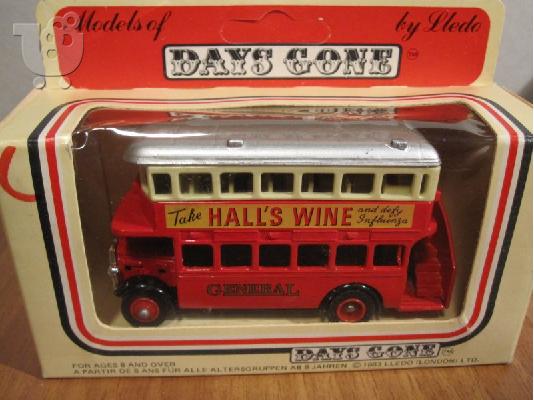 Models of
by Lledo
DAYS GONE
TM
Take HALL'S WINE and defy Influenza
GENERAL
DAYS GONE
FOR AGES 8 AND OVER
A PARTIR DE 8 ANS FÜR ALLE ALTERSGRUPPEN AB 8 JAHREN © 1983 LLEDO (LONDON) LTD.